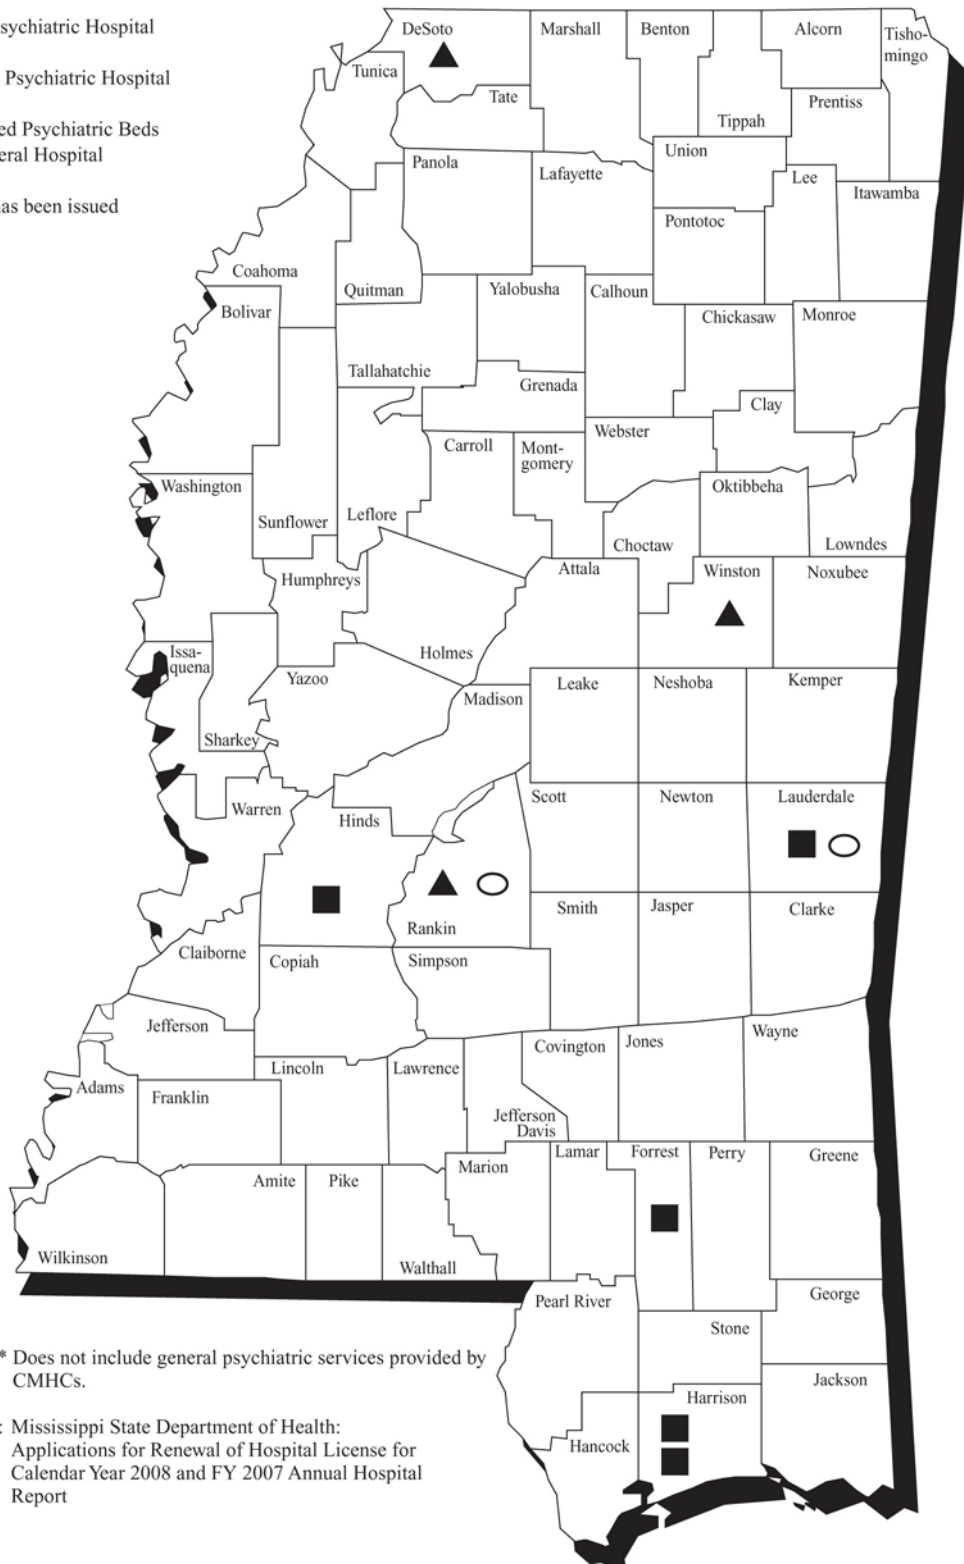 sychiatric Hospital
Psychiatric Hospital
ed Psychiatric Beds
eral Hospital
has been issued
DeSoto
Marshall
Benton
Alcorn
Tisho-
mingo
Tunica
Tate
Tippah
Prentiss
Panola
Lafayette
Union
Lee
Itawamba
Pontotoc
Coahoma
Quitman
Yalobusha
Calhoun
Bolivar
Chickasaw
Monroe
Tallahatchie
Grenada
Clay
Webster
Carroll
Mont-
gomery
Washington
Oktibbeha
Sunflower
Leflore
Choctaw
Lowndes
Humphreys
Attala
Winston
Noxubee
Issa-
quena
Holmes
Yazoo
Leake
Neshoba
Kemper
Madison
Sharkey
Warren
Hinds
Scott
Newton
Lauderdale
Rankin
Smith
Jasper
Clarke
Claiborne
Copiah
Simpson
Jefferson
Covington
Jones
Wayne
Lincoln
Lawrence
Adams
Franklin
Jefferson
Davis
Amite
Pike
Marion
Lamar
Forrest
Perry
Greene
Wilkinson
Walthall
Pearl River
George
Stone
Jackson
Harrison
Hancock
* Does not include general psychiatric services provided by
CMHCs.
: Mississippi State Department of Health:
Applications for Renewal of Hospital License for
Calendar Year 2008 and FY 2007 Annual Hospital
Report